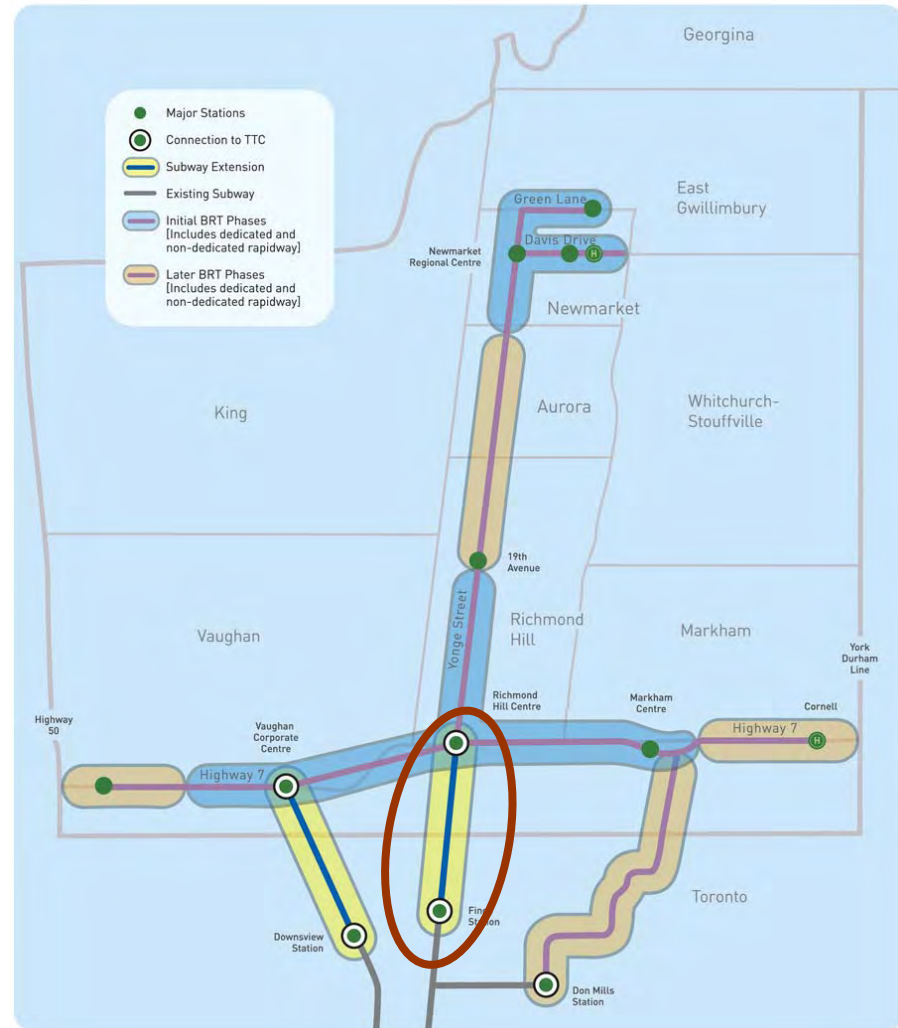 Georgina
Major Stations
Connection to TTC
Subway Extension
Existing Subway
Initial BRT Phases
[Includes dedicated and
non-dedicated rapidway]
Later BRT Phases
[Includes dedicated and
non-dedicated rapidway]
East
Gwillimbury
Green Lane
Davis Drive
H
Newmarket
Regional Centre
Newmarket
King
Aurora
Whitchurch-
Stouffville
19th
Avenue
Yonge Street
Richmond
Hill
Vaughan
Markham
York
Durham
Line
Highway
50
Vaughan
Corporate
Centre
Richmond
Hill Centre
Markham
Centre
Cornell
Highway 7
Highway 7
H
Toronto
Station
Downsview
Station
Don Mills
Station